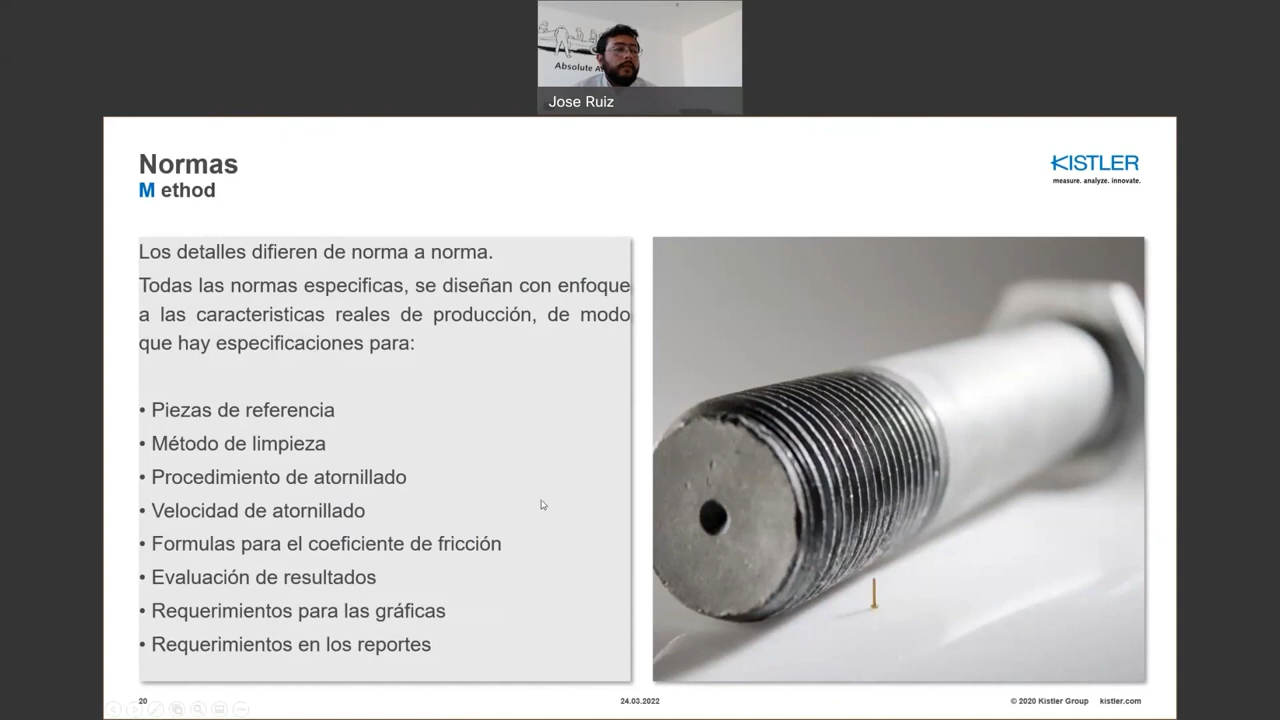 Absolute A
Jose Ruiz
Normas
M ethod
KISTLER
measure. analyze. innovate.
Los detalles difieren de norma a norma.
Todas las normas especificas, se diseñan con enfoque
a las caracteristicas reales de producción, de modo
que hay especificaciones para:
• Piezas de referencia
• Método de limpieza
• Procedimiento de atornillado
• Velocidad de atornillado
• Formulas para el coeficiente de fricción
• Evaluación de resultados
• Requerimientos para las gráficas
• Requerimientos en los reportes
20
24.03.2022
© 2020 Kistler Group
kistler.com